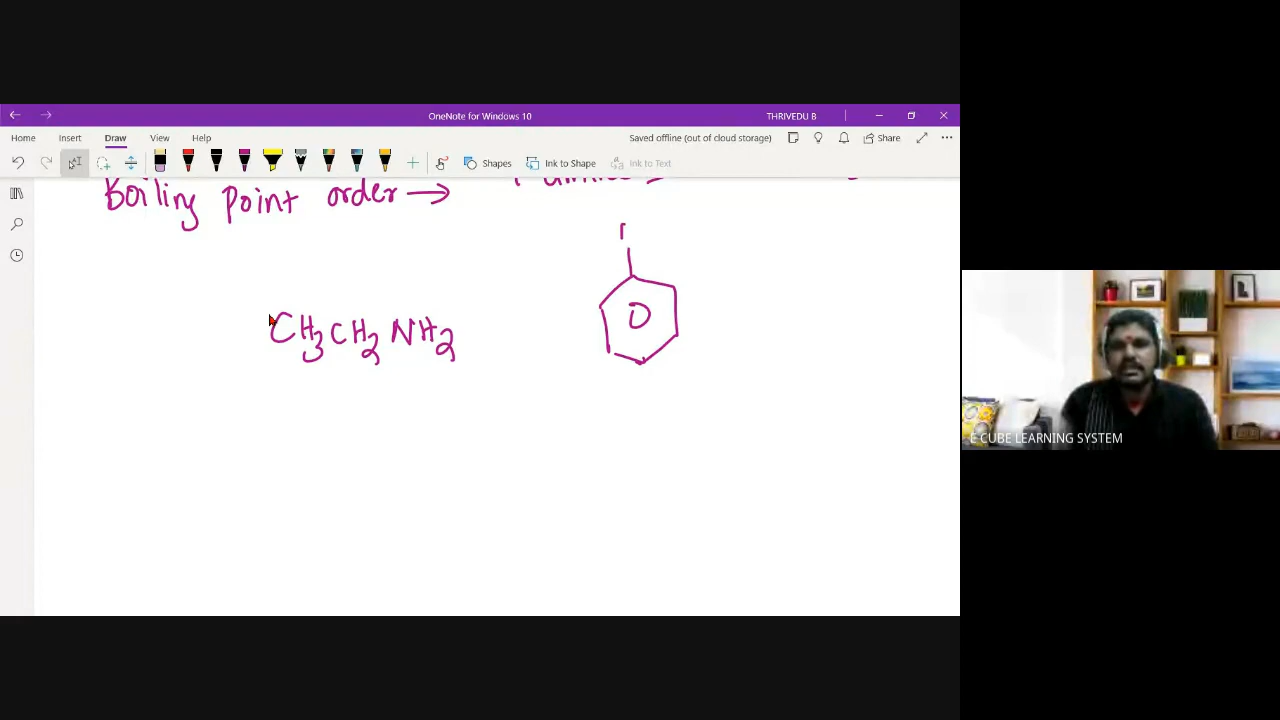 OneNote for Windows 10
THRIVEDU B
Home Insert Draw View Help
Saved offline (out of cloud storage)
Share
Shapes
Ink to Shape
Ink to Text
Boiling point order →
CH3CH2NH2
E CUBE LEARNING SYSTEM